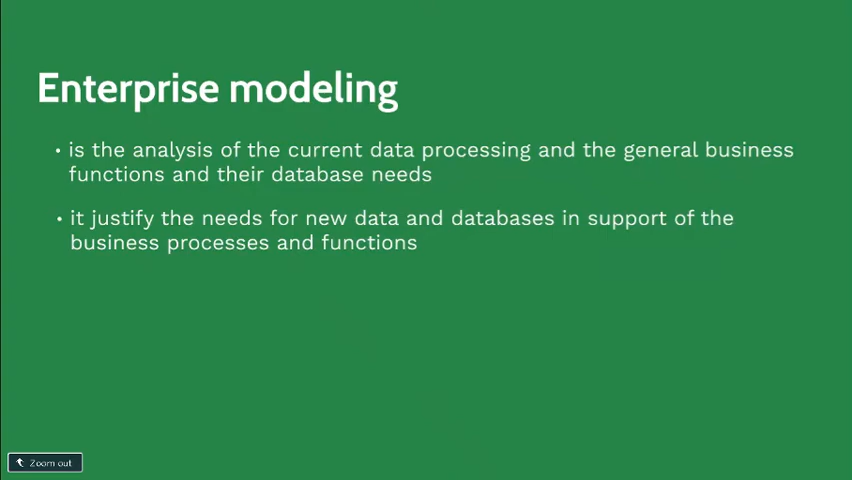 Enterprise modeling
• is the analysis of the current data processing and the general business
functions and their database needs
• it justify the needs for new data and databases in support of the
business processes and functions
Zoom out